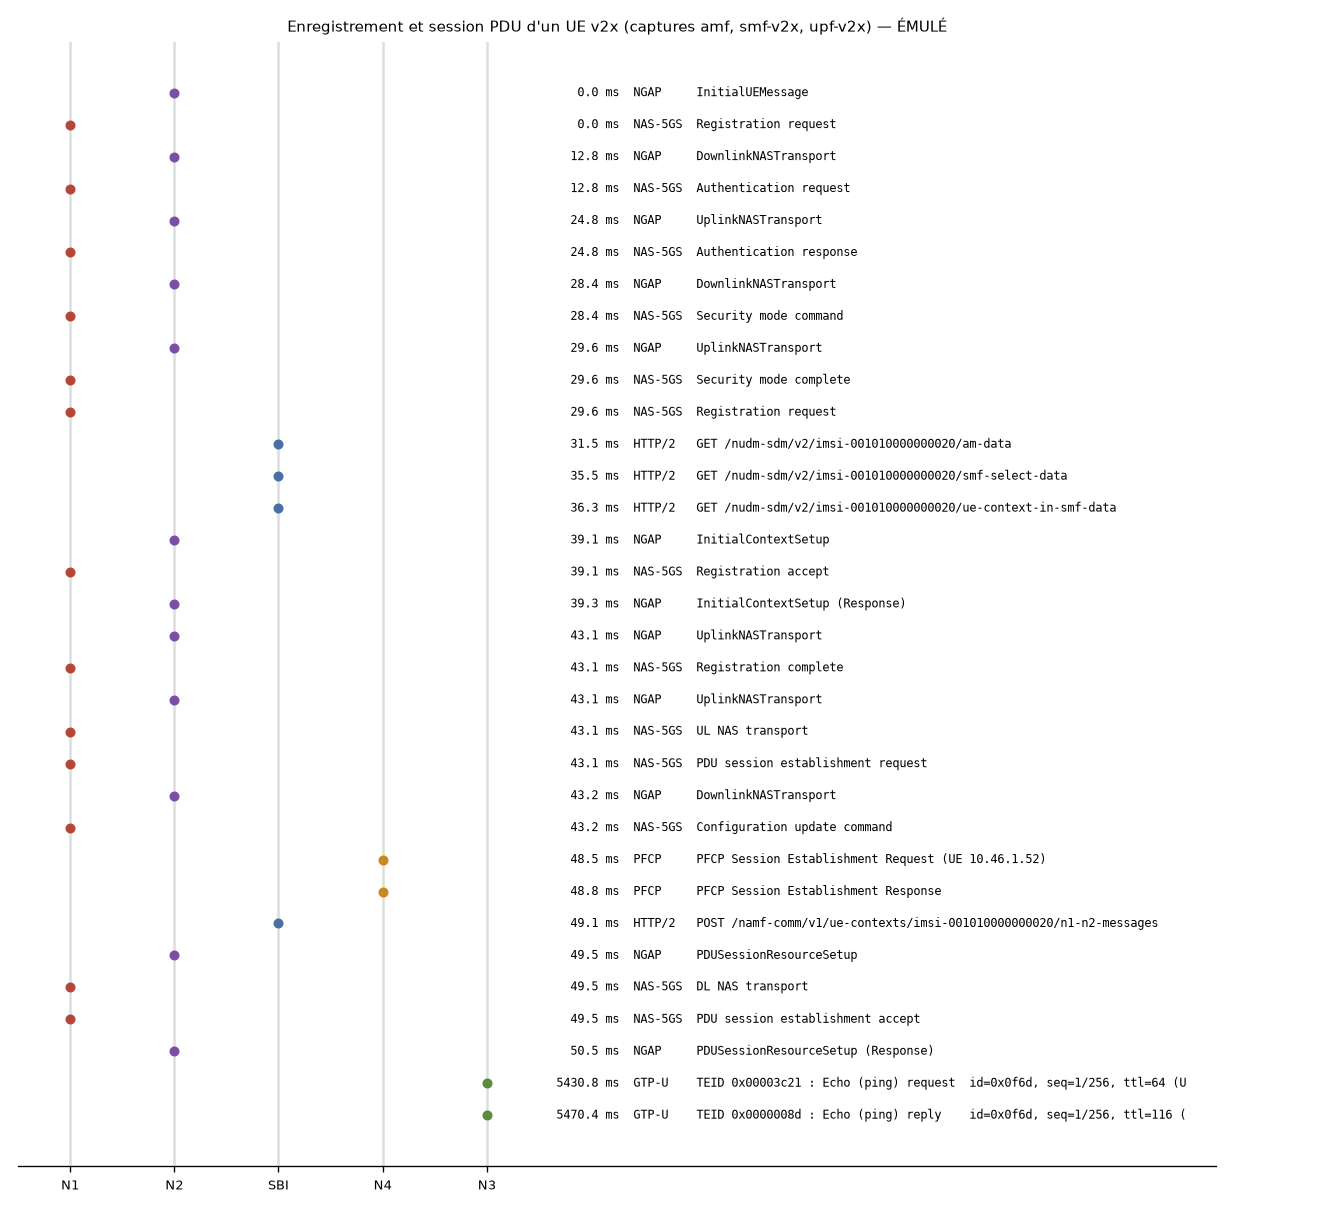 Enregistrement et session PDU d'un UE v2x (captures amf, smf-v2x, upf-v2x) — ÉMULÉ
0.0 ms NGAP InitialUEMessage
0.0 ms NAS-5GS Registration request
12.8 ms NGAP DownlinkNASTransport
12.8 ms NAS-5GS Authentication request
24.8 ms NGAP UplinkNASTransport
24.8 ms NAS-5GS Authentication response
28.4 ms NGAP DownlinkNASTransport
28.4 ms NAS-5GS Security mode command
29.6 ms NGAP UplinkNASTransport
29.6 ms NAS-5GS Security mode complete
29.6 ms NAS-5GS Registration request
31.5 ms HTTP/2 GET /nudm-sdm/v2/imsi-001010000000020/am-data
35.5 ms HTTP/2 GET /nudm-sdm/v2/imsi-001010000000020/smf-select-data
36.3 ms HTTP/2 GET /nudm-sdm/v2/imsi-001010000000020/ue-context-in-smf-data
39.1 ms NGAP InitialContextSetup
39.1 ms NAS-5GS Registration accept
39.3 ms NGAP InitialContextSetup (Response)
43.1 ms NGAP UplinkNASTransport
43.1 ms NAS-5GS Registration complete
43.1 ms NGAP UplinkNASTransport
43.1 ms NAS-5GS UL NAS transport
43.1 ms NAS-5GS PDU session establishment request
43.2 ms NGAP DownlinkNASTransport
43.2 ms NAS-5GS Configuration update command
48.5 ms PFCP PFCP Session Establishment Request (UE 10.46.1.52)
48.8 ms PFCP PFCP Session Establishment Response
49.1 ms HTTP/2 POST /namf-comm/v1/ue-contexts/imsi-001010000000020/n1-n2-messages
49.5 ms NGAP PDUSessionResourceSetup
49.5 ms NAS-5GS DL NAS transport
49.5 ms NAS-5GS PDU session establishment accept
50.5 ms NGAP PDUSessionResourceSetup (Response)
5430.8 ms GTP-U TEID 0x00003c21 : Echo (ping) request id=0x0f6d, seq=1/256, ttl=64 (U
5470.4 ms GTP-U TEID 0x0000008d : Echo (ping) reply id=0x0f6d, seq=1/256, ttl=116 (
N1 N2 SBI N4 N3